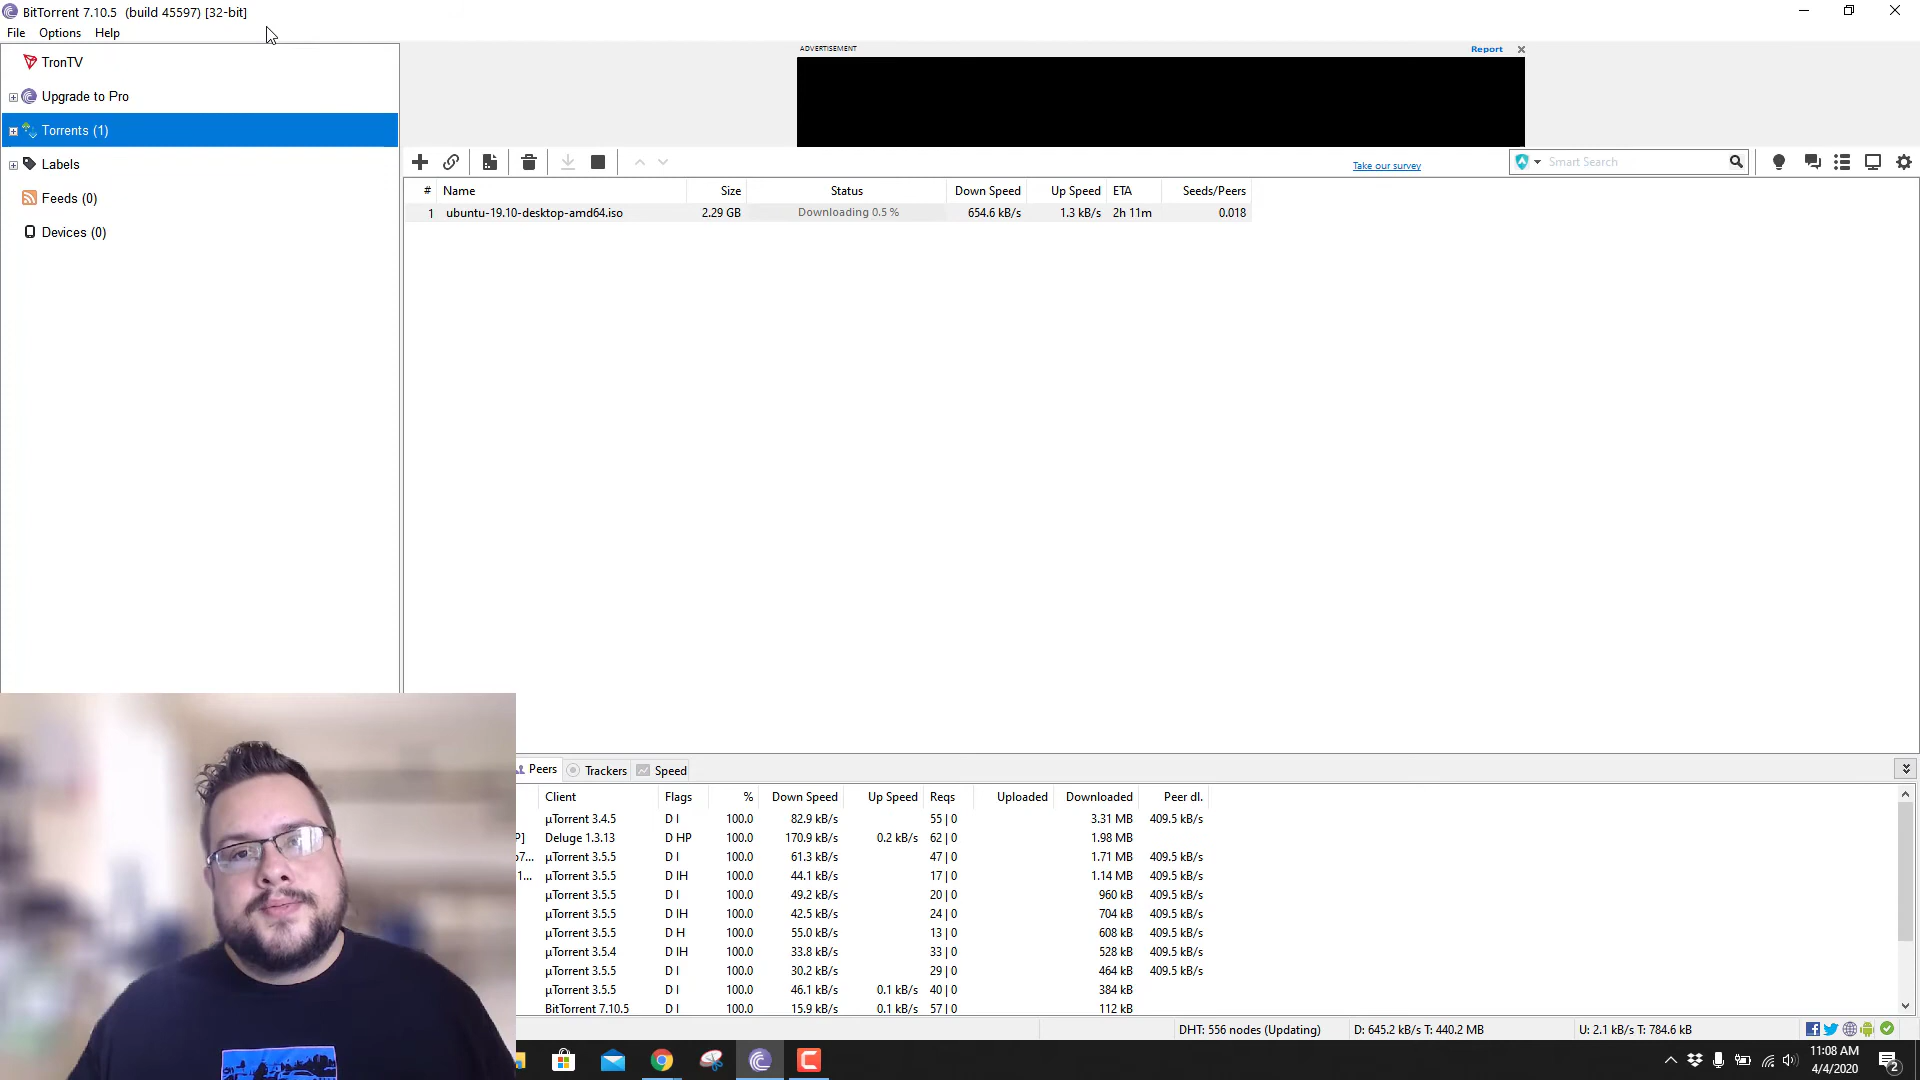 BitTorrent 7.10.5 (build 45597) [32-bit]
File Options Help
TronTV
Upgrade to Pro
Torrents (1)
Labels
Feeds (0)
Devices (0)
ADVERTISEMENT Report
Take our survey Smart Search
# Name Size Status Down Speed Up Speed ETA Seeds/Peers
1 ubuntu-19.10-desktop-amd64.iso 2.29 GB Downloading 0.5 % 654.6 kB/s 1.3 kB/s 2h 11m 0.018
Peers Trackers Speed
Client Flags % Down Speed Up Speed Reqs Uploaded Downloaded Peer dl.
µTorrent 3.4.5 D I 100.0 82.9 kB/s 55 | 0 3.31 MB 409.5 kB/s
P] Deluge 1.3.13 D HP 100.0 170.9 kB/s 0.2 kB/s 62 | 0 1.98 MB
57... µTorrent 3.5.5 D I 100.0 61.3 kB/s 47 | 0 1.71 MB 409.5 kB/s
1... µTorrent 3.5.5 D IH 100.0 44.1 kB/s 17 | 0 1.14 MB 409.5 kB/s
µTorrent 3.5.5 D I 100.0 49.2 kB/s 20 | 0 960 kB 409.5 kB/s
µTorrent 3.5.5 D IH 100.0 42.5 kB/s 24 | 0 704 kB 409.5 kB/s
µTorrent 3.5.5 D H 100.0 55.0 kB/s 13 | 0 608 kB 409.5 kB/s
µTorrent 3.5.4 D IH 100.0 33.8 kB/s 33 | 0 528 kB 409.5 kB/s
µTorrent 3.5.5 D I 100.0 30.2 kB/s 29 | 0 464 kB 409.5 kB/s
µTorrent 3.5.5 D I 100.0 46.1 kB/s 0.1 kB/s 40 | 0 384 kB
BitTorrent 7.10.5 D I 100.0 15.9 kB/s 0.1 kB/s 57 | 0 112 kB
DHT: 556 nodes (Updating) D: 645.2 kB/s T: 440.2 MB U: 2.1 kB/s T: 784.6 kB
11:08 AM
4/4/2020
2